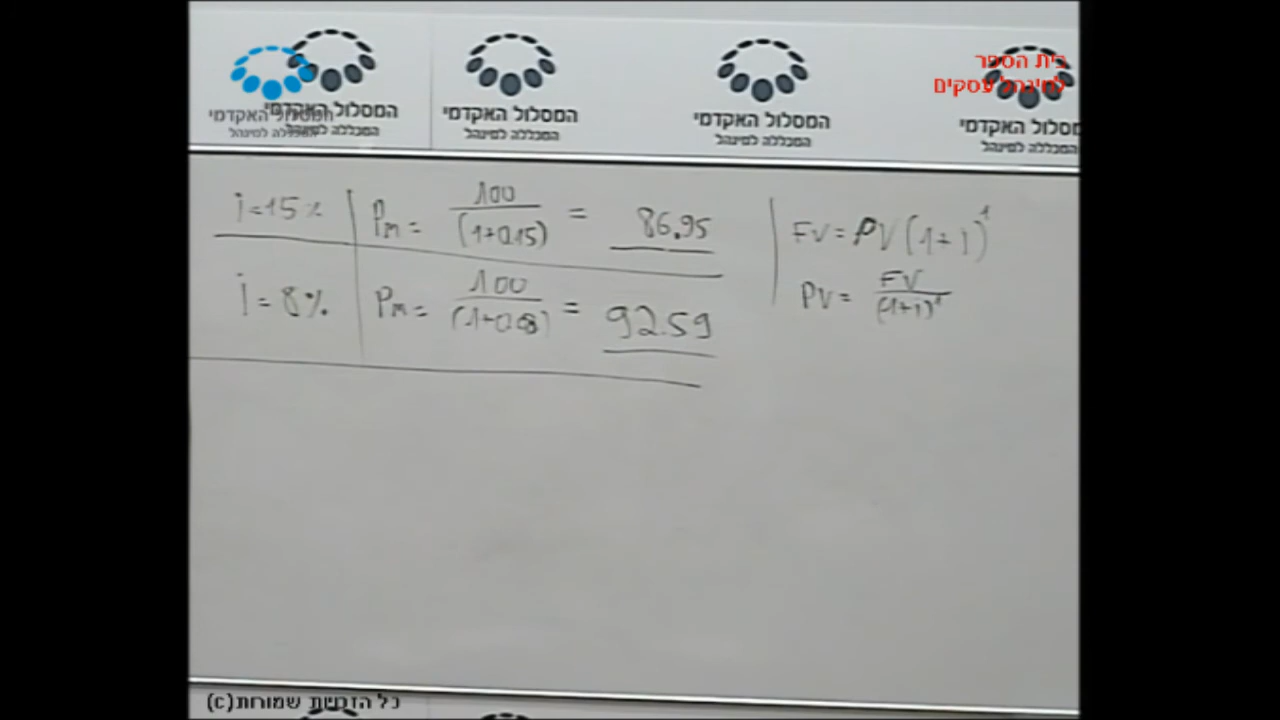 המסלול האקדמי
המכללה למינהל
המסלול האקדמי
המכללה למינהל
המסלול האקדמי
המכללה למינהל
המסלול האקדמי
המכללה למינהל
בית הספר
למינהל עסקים
i=15% | Pm = 100/(1+0.15) = 86.95
i = 8% | Pm = 100/(1+0.08) = 92.59
FV = PV(1+i)^1
PV = FV/(1+i)^1
כל הזכויות שמורות(c)